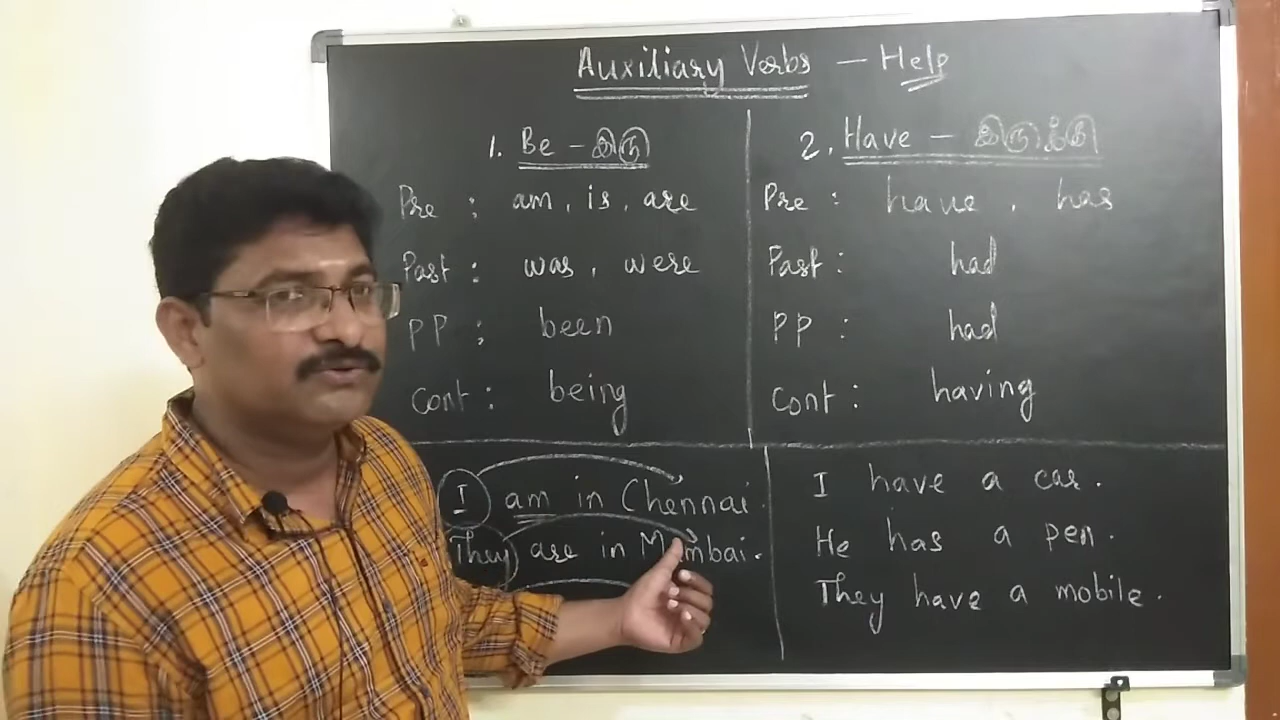 Auxiliary Verbs – Help
1. Be – இரு
Pre : am, is, are
Past : was, were
PP : been
Cont : being
I am in Chennai.
They are in Mumbai.
2. Have –
Pre : have, has
Past : had
PP : had
Cont : having
I have a car.
He has a pen.
They have a mobile.